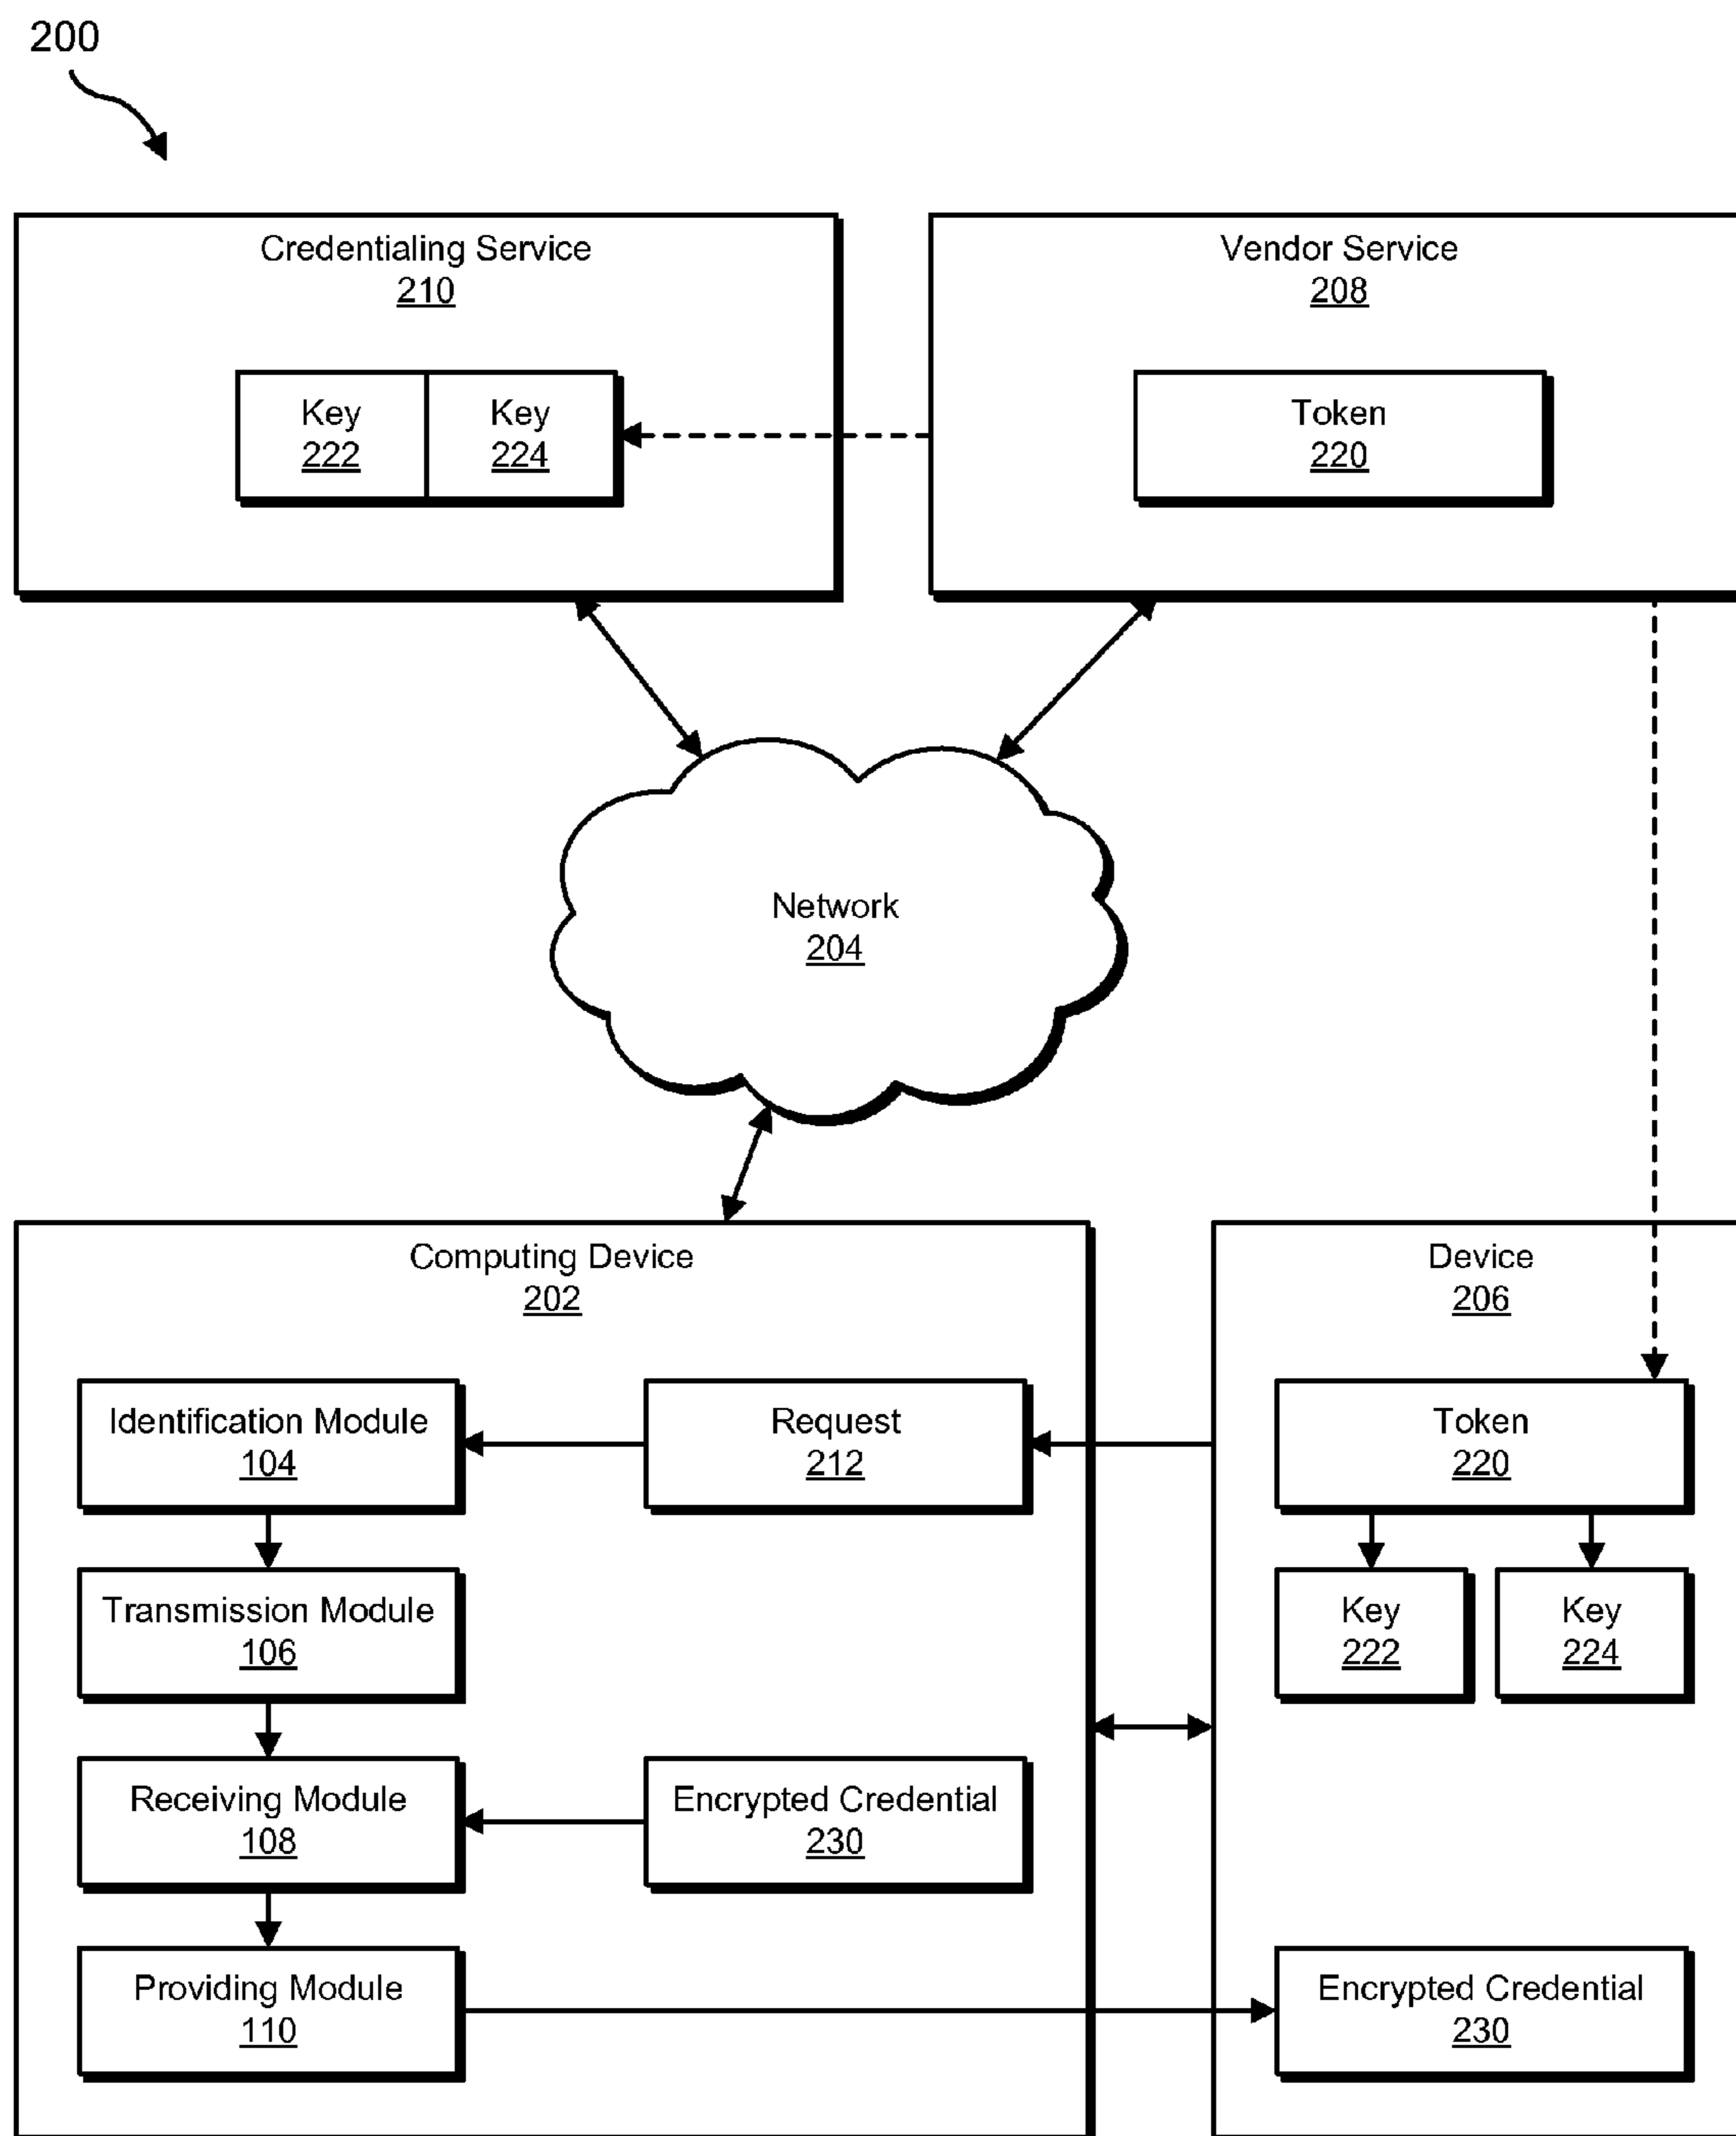 200
Credentialing Service
210
Key
222
Key
224
Vendor Service
208
Token
220
Network
204
Computing Device
202
Identification Module
104
Request
212
Transmission Module
106
Receiving Module
108
Encrypted Credential
230
Providing Module
110
Device
206
Token
220
Key
222
Key
224
Encrypted Credential
230